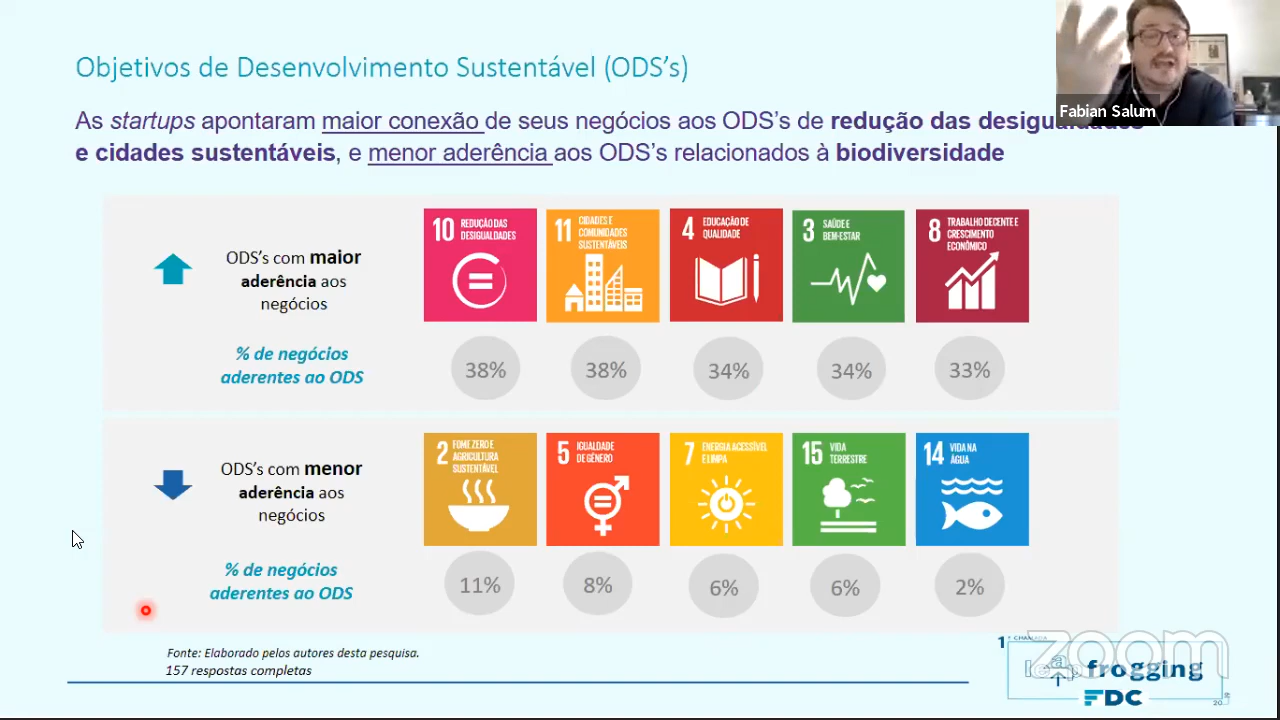 Objetivos de Desenvolvimento Sustentável (ODS's)
Fabian Salum
As startups apontaram maior conexão de seus negócios aos ODS's de redução das desigualdades
e cidades sustentáveis, e menor aderência aos ODS's relacionados à biodiversidade
ODS's com maior
aderência aos
negócios
10 REDUÇÃO DAS
DESIGUALDADES
11 CIDADES E
COMUNIDADES
SUSTENTÁVEIS
4 EDUCAÇÃO DE
QUALIDADE
3 SAÚDE E
BEM-ESTAR
8 TRABALHO DECENTE E
CRESCIMENTO
ECONÔMICO
% de negócios
aderentes ao ODS
38% 38% 34% 34% 33%
ODS's com menor
aderência aos
negócios
2 FOME ZERO E
AGRICULTURA
SUSTENTÁVEL
5 IGUALDADE
DE GÊNERO
7 ENERGIA ACESSÍVEL
E LIMPA
15 VIDA
TERRESTRE
14 VIDA NA
ÁGUA
% de negócios
aderentes ao ODS
11% 8% 6% 6% 2%
Fonte: Elaborado pelos autores desta pesquisa.
157 respostas completas
1ª CHAMADA
zoom
leap frogging
FDC